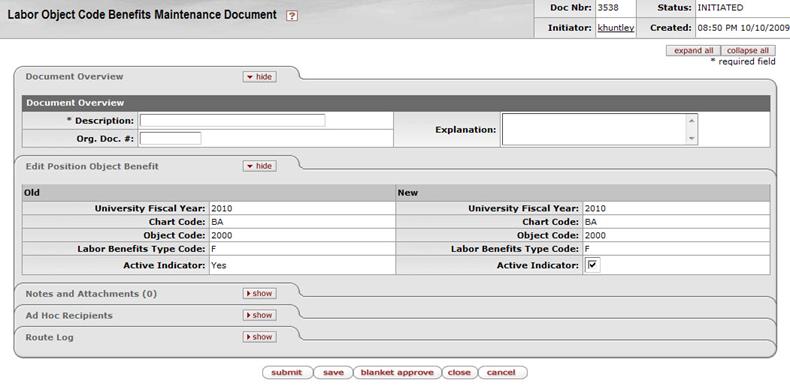 Labor Object Code Benefits Maintenance Document ?
Doc Nbr: 3538 Status: INITIATED
Initiator: khuntley Created: 08:50 PM 10/10/2009
expand all collapse all
* required field
Document Overview hide
Document Overview
* Description: Explanation:
Org. Doc. #:
Edit Position Object Benefit hide
Old New
University Fiscal Year: 2010 University Fiscal Year: 2010
Chart Code: BA Chart Code: BA
Object Code: 2000 Object Code: 2000
Labor Benefits Type Code: F Labor Benefits Type Code: F
Active Indicator: Yes Active Indicator:
Notes and Attachments (0) show
Ad Hoc Recipients show
Route Log show
submit save blanket approve close cancel